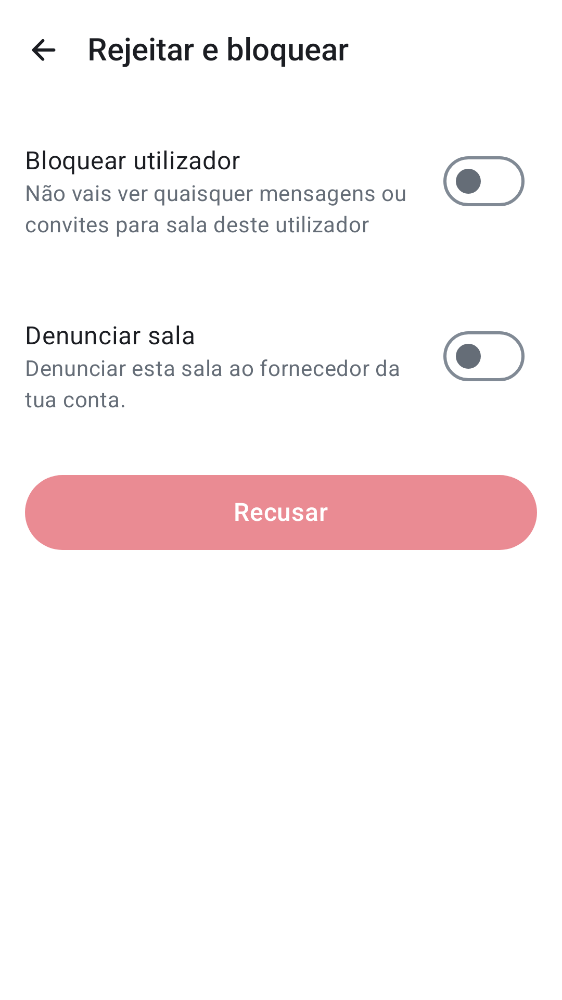 Rejeitar e bloquear
Bloquear utilizador
Não vais ver quaisquer mensagens ou
convites para sala deste utilizador
Denunciar sala
Denunciar esta sala ao fornecedor da
tua conta.
Recusar